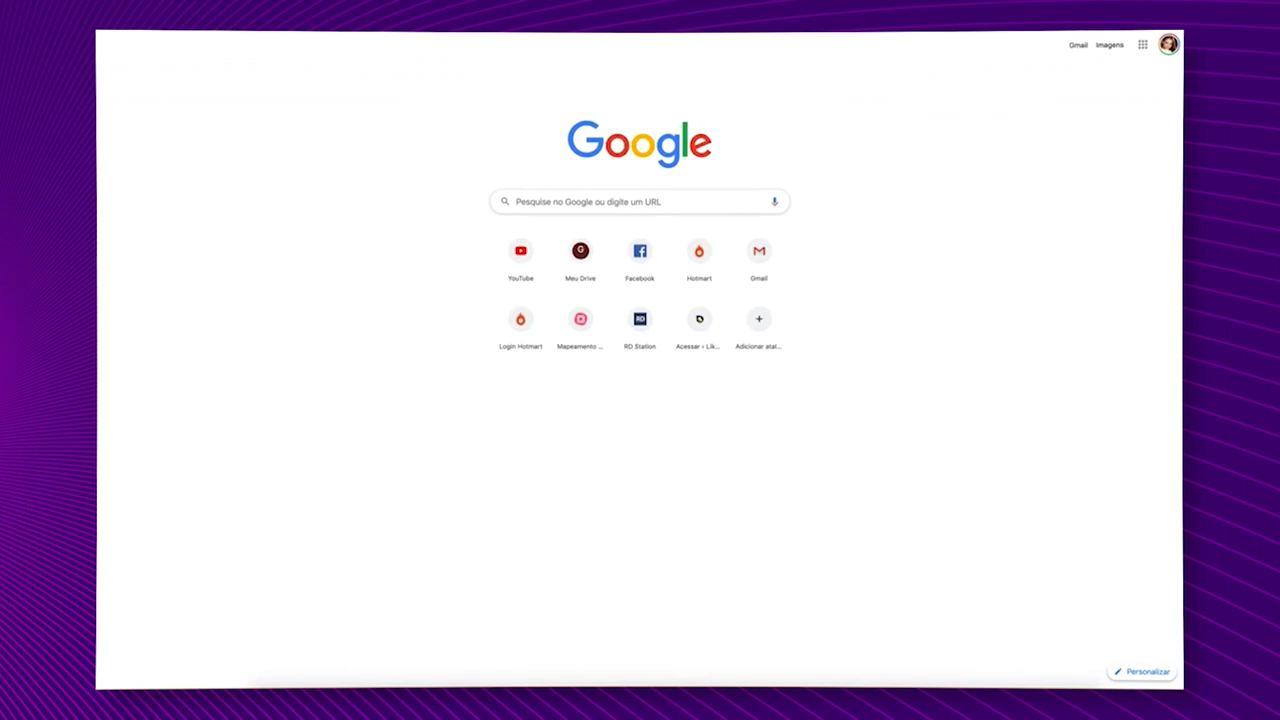 Gmail Imagens
Google
Pesquise no Google ou digite um URL
YouTube Meu Drive Facebook Hotmart Gmail
RD
Login Hotmart Mapeamento ... RD Station Acessar › Lik... Adicionar atal...
Personalizar